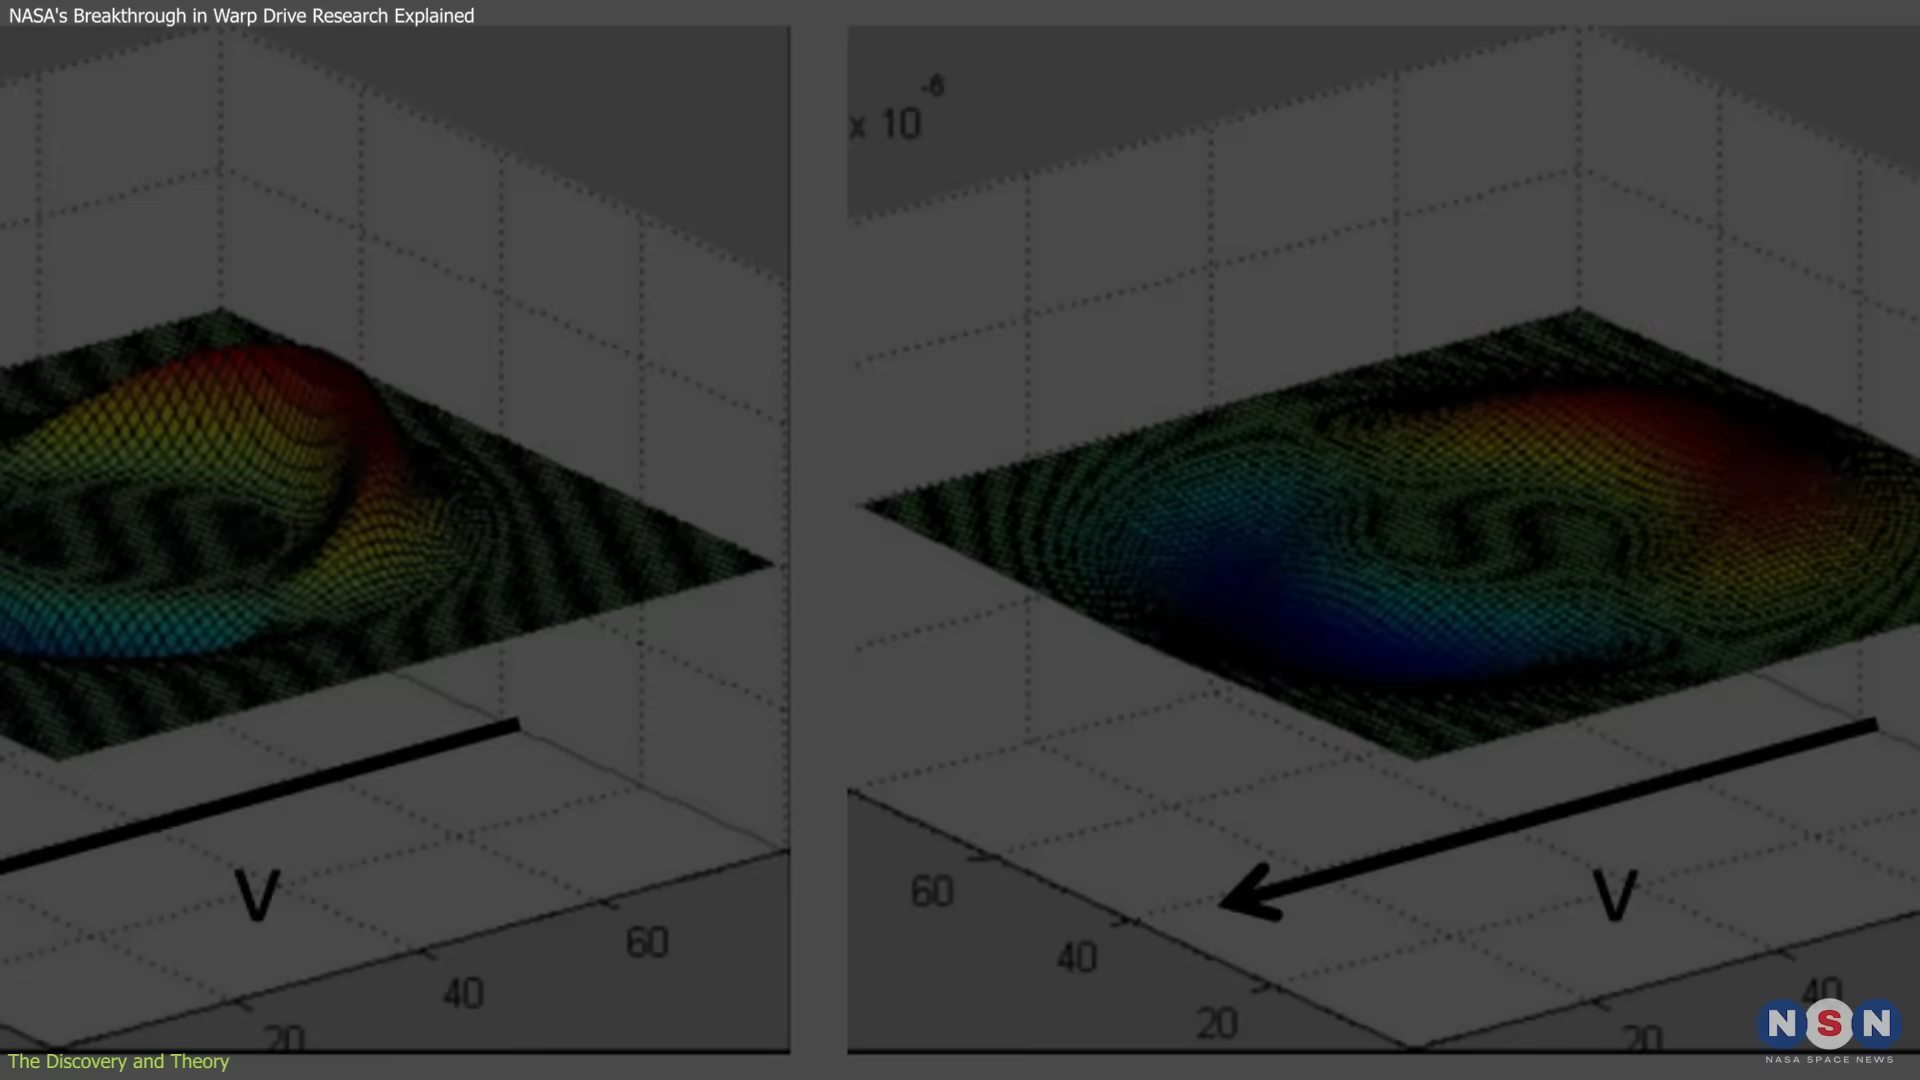 NASA's Breakthrough in Warp Drive Research Explained
x 10
-6
V
60
40
20
60
40
20
V
40
20
The Discovery and Theory
NSN
NASA SPACE NEWS